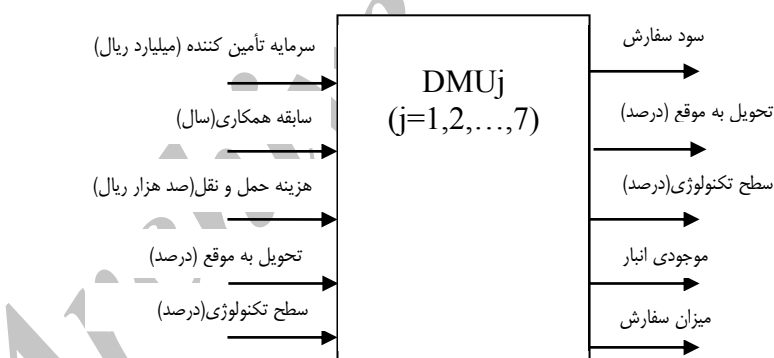 سرمایه تأمین کننده (میلیارد ریال)
سابقه همکاری(سال)
هزینه حمل و نقل(صد هزار ریال)
تحویل به موقع (درصد)
سطح تکنولوژی(درصد)
DMUj
(j=1,2,…,7)
سود سفارش
تحویل به موقع (درصد)
سطح تکنولوژی(درصد)
موجودی انبار
میزان سفارش